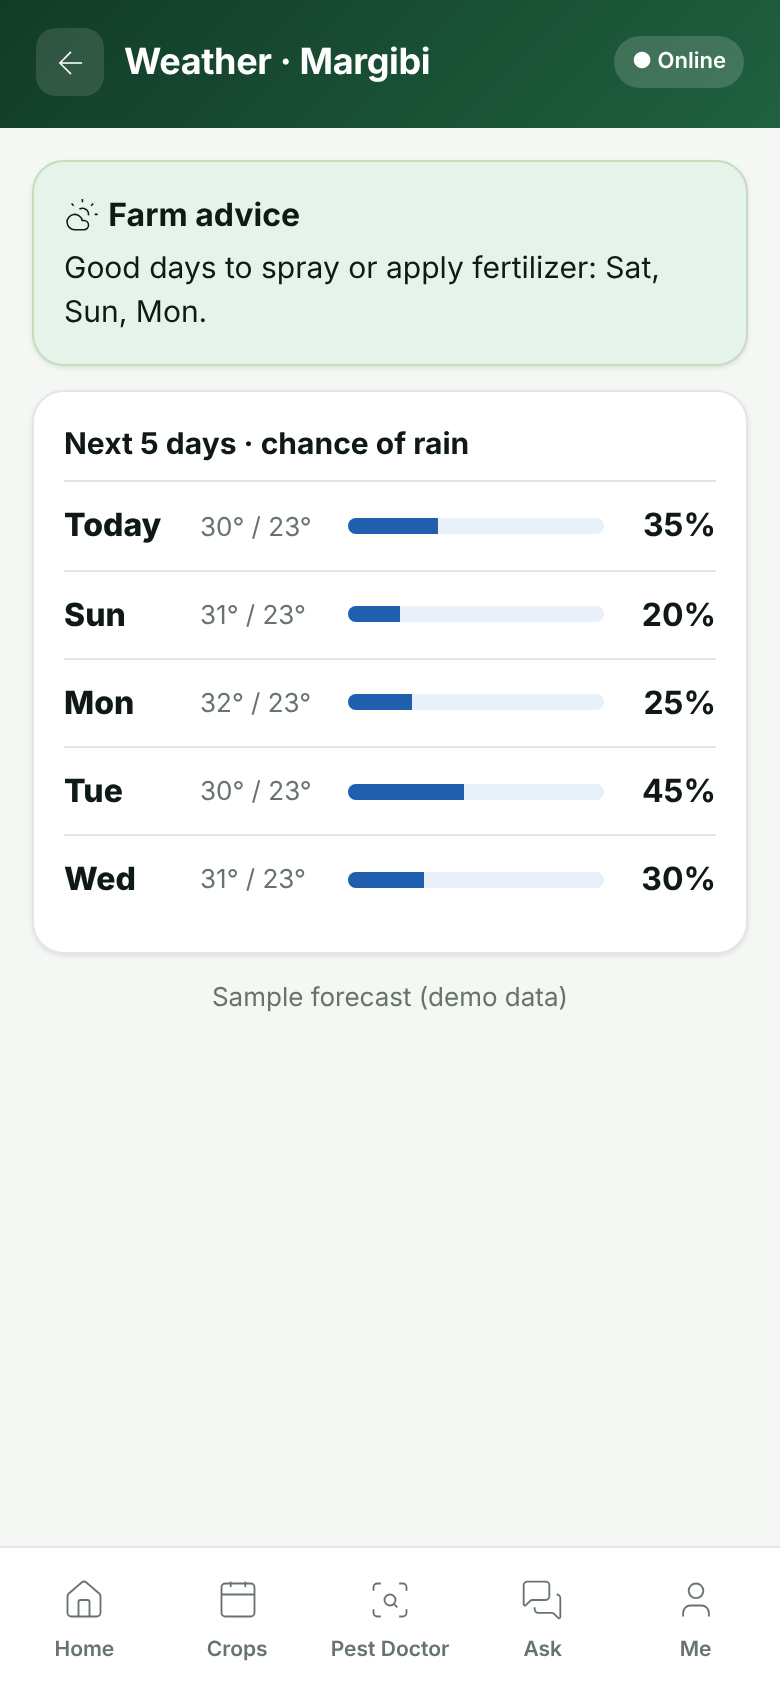 Weather · Margibi
Online
Farm advice
Good days to spray or apply fertilizer: Sat,
Sun, Mon.
Next 5 days · chance of rain
Today 30° / 23° 35%
Sun 31° / 23° 20%
Mon 32° / 23° 25%
Tue 30° / 23° 45%
Wed 31° / 23° 30%
Sample forecast (demo data)
Home Crops Pest Doctor Ask Me